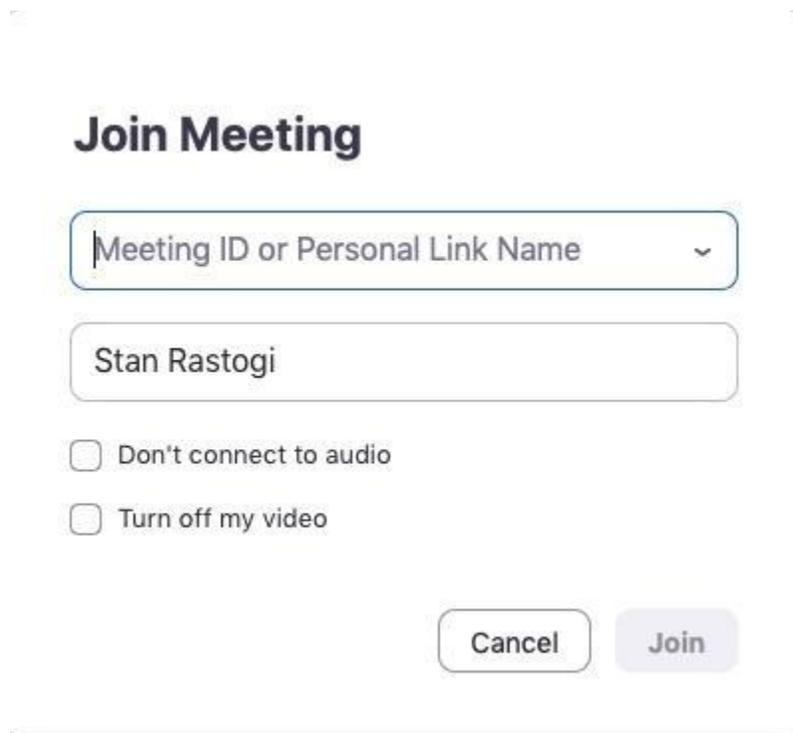 Join Meeting
Meeting ID or Personal Link Name
Stan Rastogi
Don't connect to audio
Turn off my video
Cancel Join